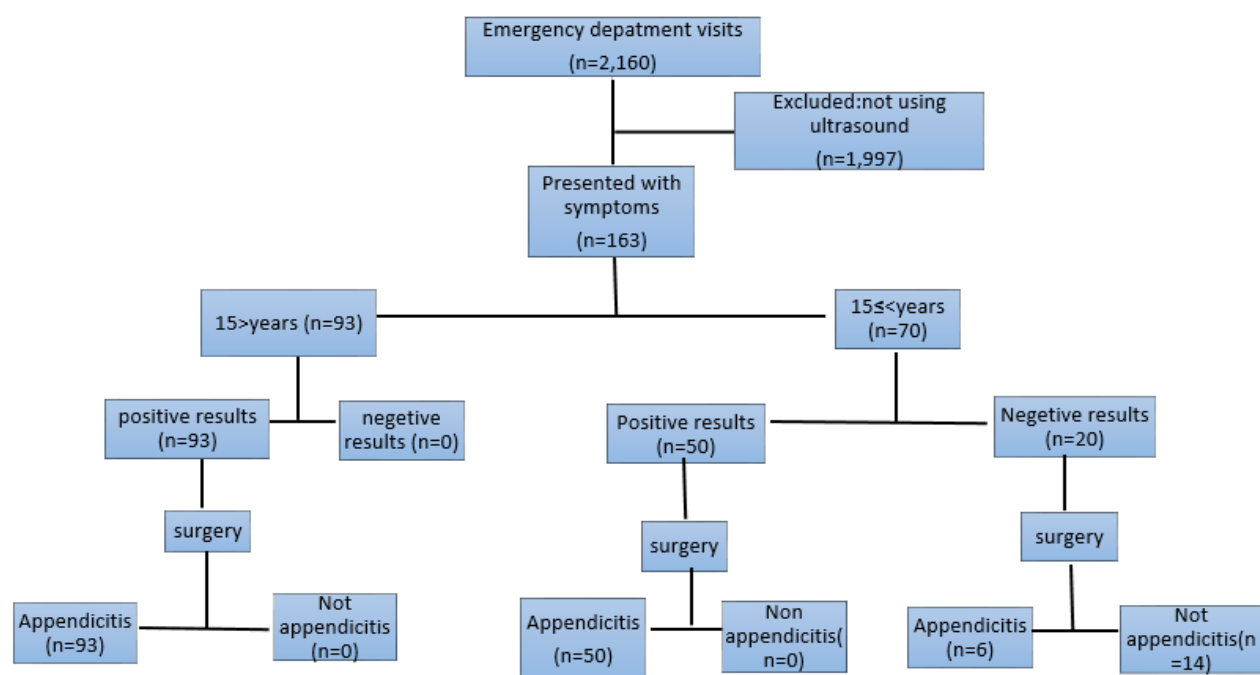 Emergency depatment visits
(n=2,160)
Excluded:not using
ultrasound
(n=1,997)
Presented with
symptoms
(n=163)
15>years (n=93)
15≤<years
(n=70)
positive results
(n=93)
negetive
results (n=0)
Positive results
(n=50)
Negetive results
(n=20)
surgery
surgery
surgery
Appendicitis
(n=93)
Not
appendicitis
(n=0)
Appendicitis
(n=50)
Non
appendicitis(
n=0)
Appendicitis
(n=6)
Not
appendicitis(n
=14)